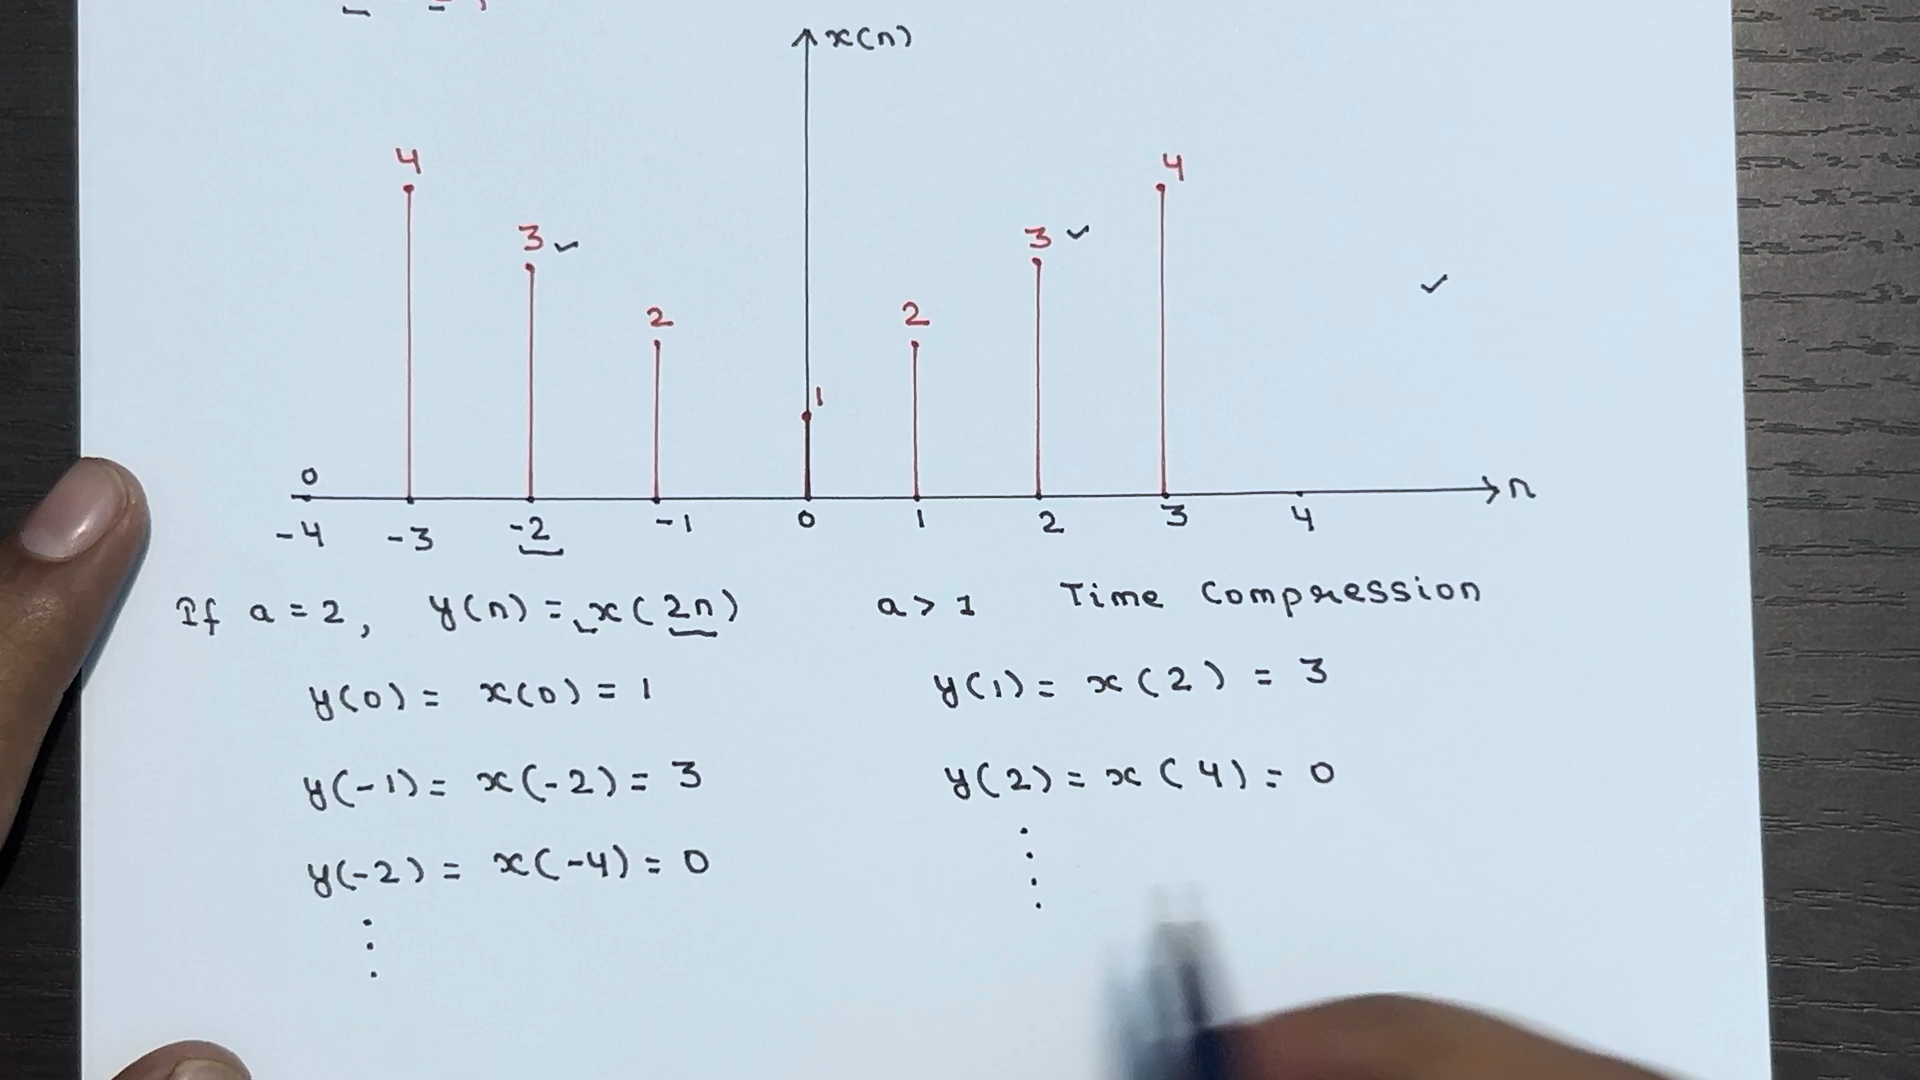 x(n)
4 4
3 3
2 2
1
0
n
-4 -3 -2 -1 0 1 2 3 4
If a = 2, y(n) = x(2n) a > 1 Time Compression
y(0) = x(0) = 1 y(1) = x(2) = 3
y(-1) = x(-2) = 3 y(2) = x(4) = 0
y(-2) = x(-4) = 0